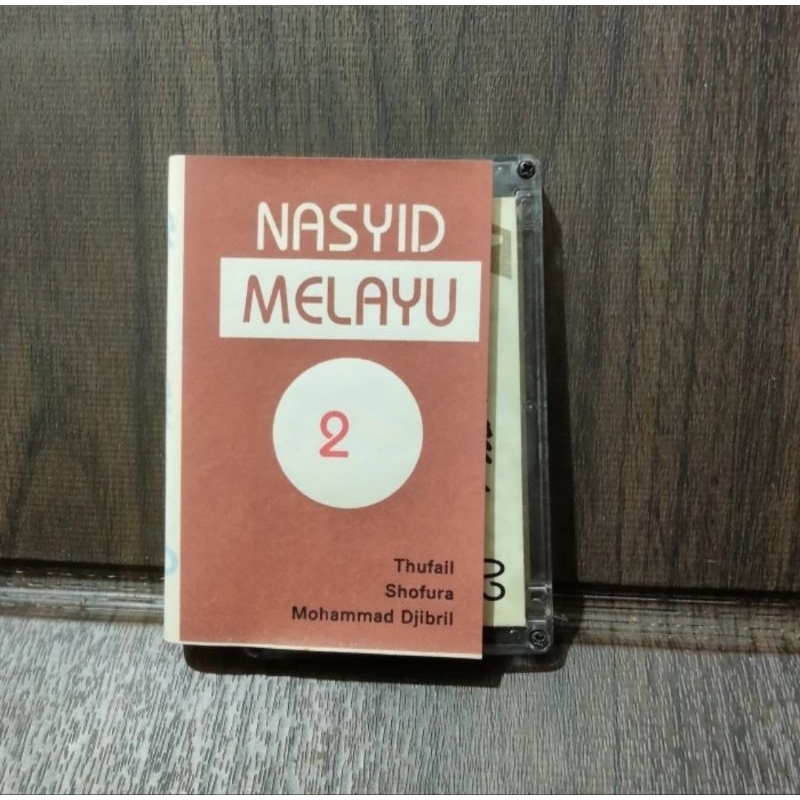 NASYID
MELAYU
2
Thufail
Shofura
Mohammad Djibril